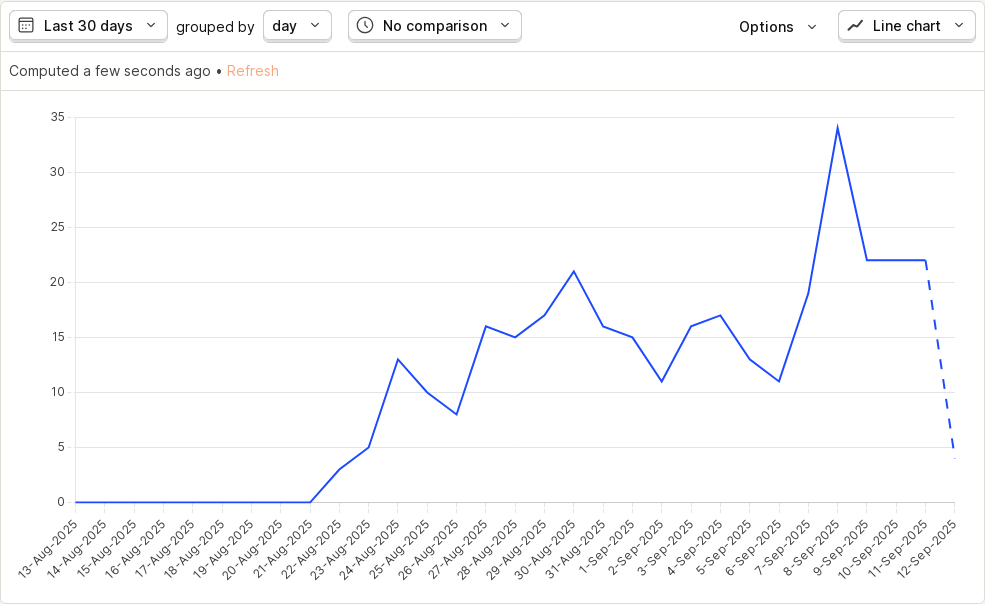 Last 30 days grouped by day No comparison Options Line chart
Computed a few seconds ago • Refresh
35
30
25
20
15
10
5
0
13-Aug-2025
14-Aug-2025
15-Aug-2025
16-Aug-2025
17-Aug-2025
18-Aug-2025
19-Aug-2025
20-Aug-2025
21-Aug-2025
22-Aug-2025
23-Aug-2025
24-Aug-2025
25-Aug-2025
26-Aug-2025
27-Aug-2025
28-Aug-2025
29-Aug-2025
30-Aug-2025
31-Aug-2025
1-Sep-2025
2-Sep-2025
3-Sep-2025
4-Sep-2025
5-Sep-2025
6-Sep-2025
7-Sep-2025
8-Sep-2025
9-Sep-2025
10-Sep-2025
11-Sep-2025
12-Sep-2025